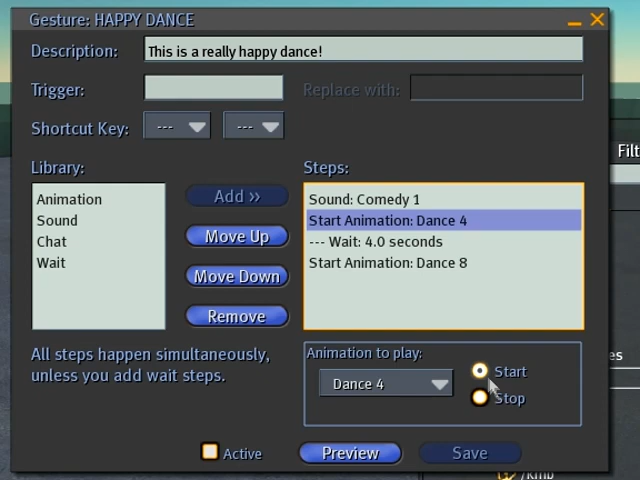 Gesture: HAPPY DANCE
Description: This is a really happy dance!
Trigger: Replace with:
Shortcut Key: --- ---
Library: Steps:
Animation
Sound
Chat
Wait
Add >>
Move Up
Move Down
Remove
Sound: Comedy 1
Start Animation: Dance 4
--- Wait: 4.0 seconds
Start Animation: Dance 8
All steps happen simultaneously,
unless you add wait steps.
Animation to play:
Dance 4
Start
Stop
Active Preview Save
Filt
es
/kmb